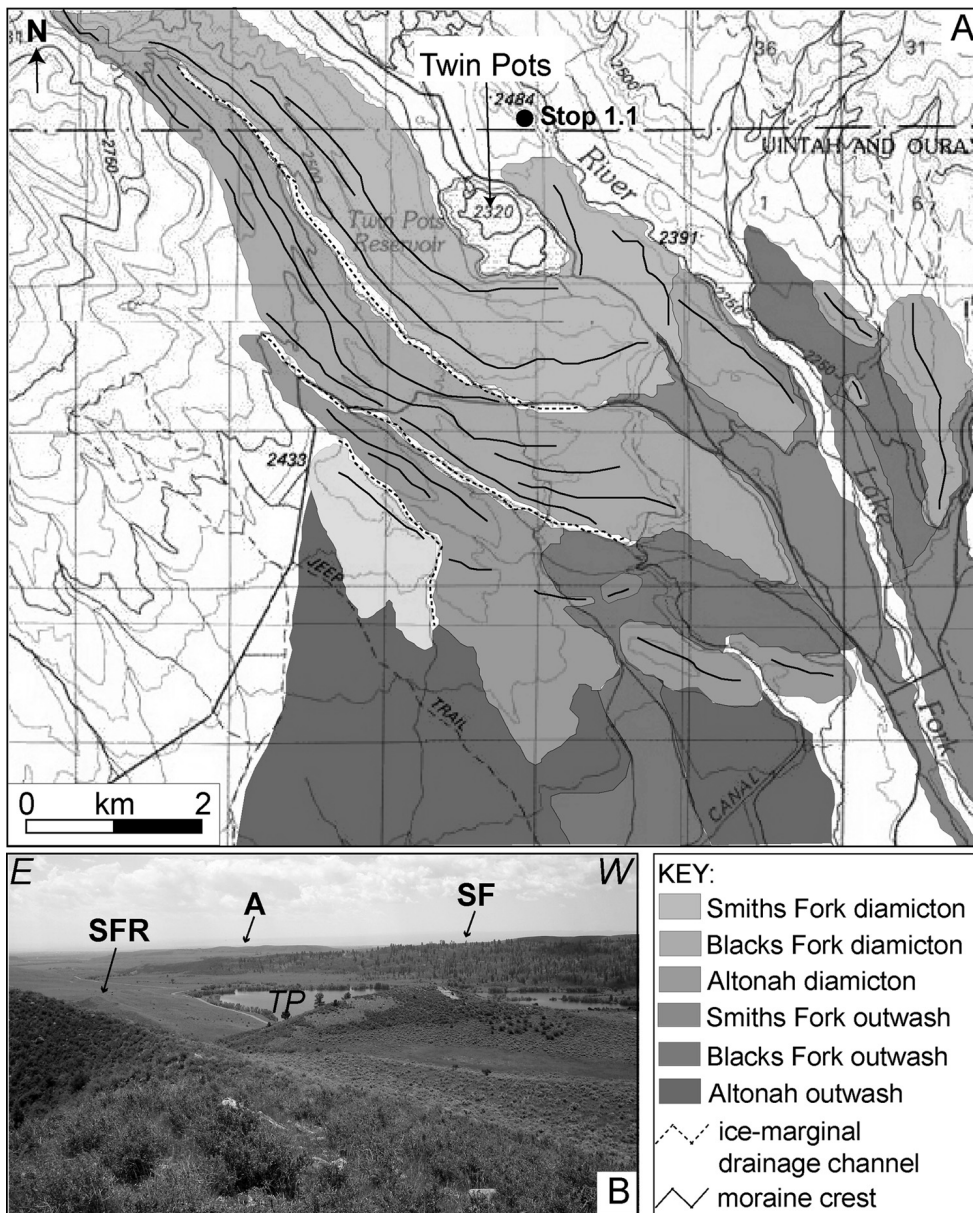 A
N
31
36
31
Twin Pots
2500
2484
Stop 1.1
2750
UINTAH AND OURAY
River
2500
1
6
2320
Twin Pots
Reservoir
2391
2250
2250
2433
Lake
JEEP
TRAIL
Fork
CANAL
0 km 2
E
W
SFR
A
SF
TP
B
KEY:
Smiths Fork diamicton
Blacks Fork diamicton
Altonah diamicton
Smiths Fork outwash
Blacks Fork outwash
Altonah outwash
ice-marginal
drainage channel
moraine crest